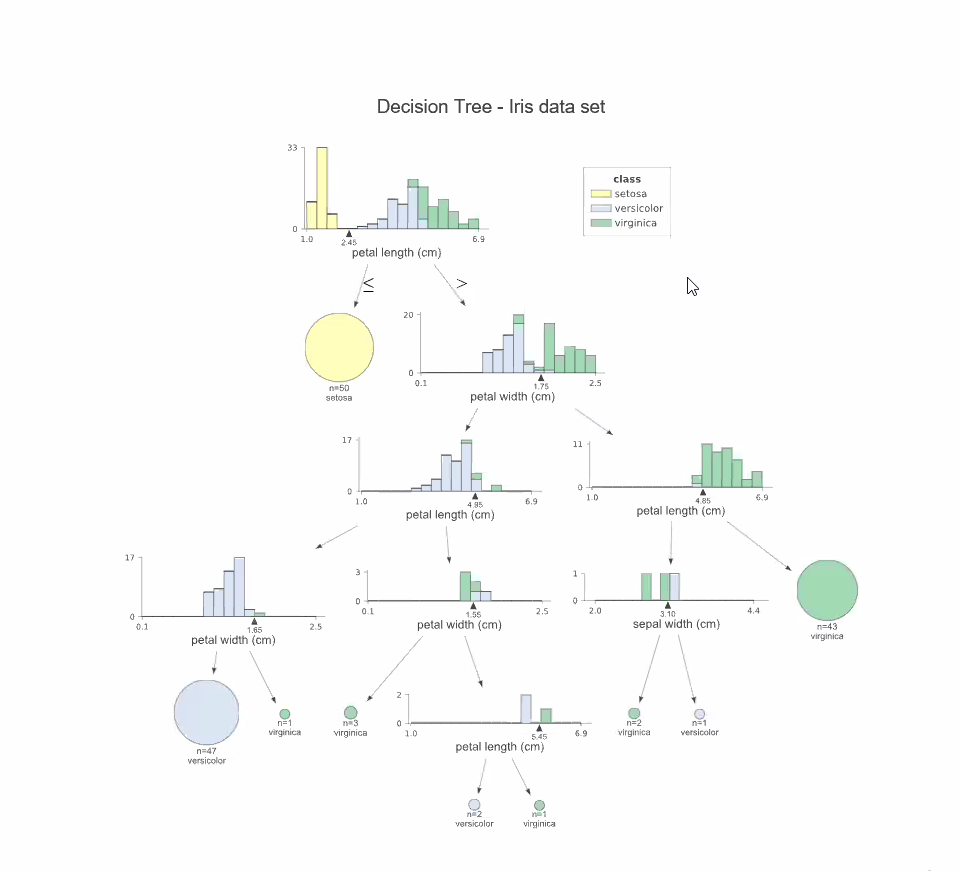 Decision Tree - Iris data set
33
0
1.0
2.45
6.9
petal length (cm)
class
setosa
versicolor
virginica
≤
>
n=50
setosa
20
0
0.1
1.75
2.5
petal width (cm)
17
0
1.0
4.85
6.9
petal length (cm)
11
0
1.0
4.85
6.9
petal length (cm)
17
0
0.1
1.65
2.5
petal width (cm)
3
0
0.1
1.55
2.5
petal width (cm)
1
0
2.0
3.10
4.4
sepal width (cm)
n=43
virginica
n=47
versicolor
n=1
virginica
n=3
virginica
2
0
1.0
5.45
6.9
petal length (cm)
n=2
virginica
n=1
versicolor
n=2
versicolor
n=1
virginica